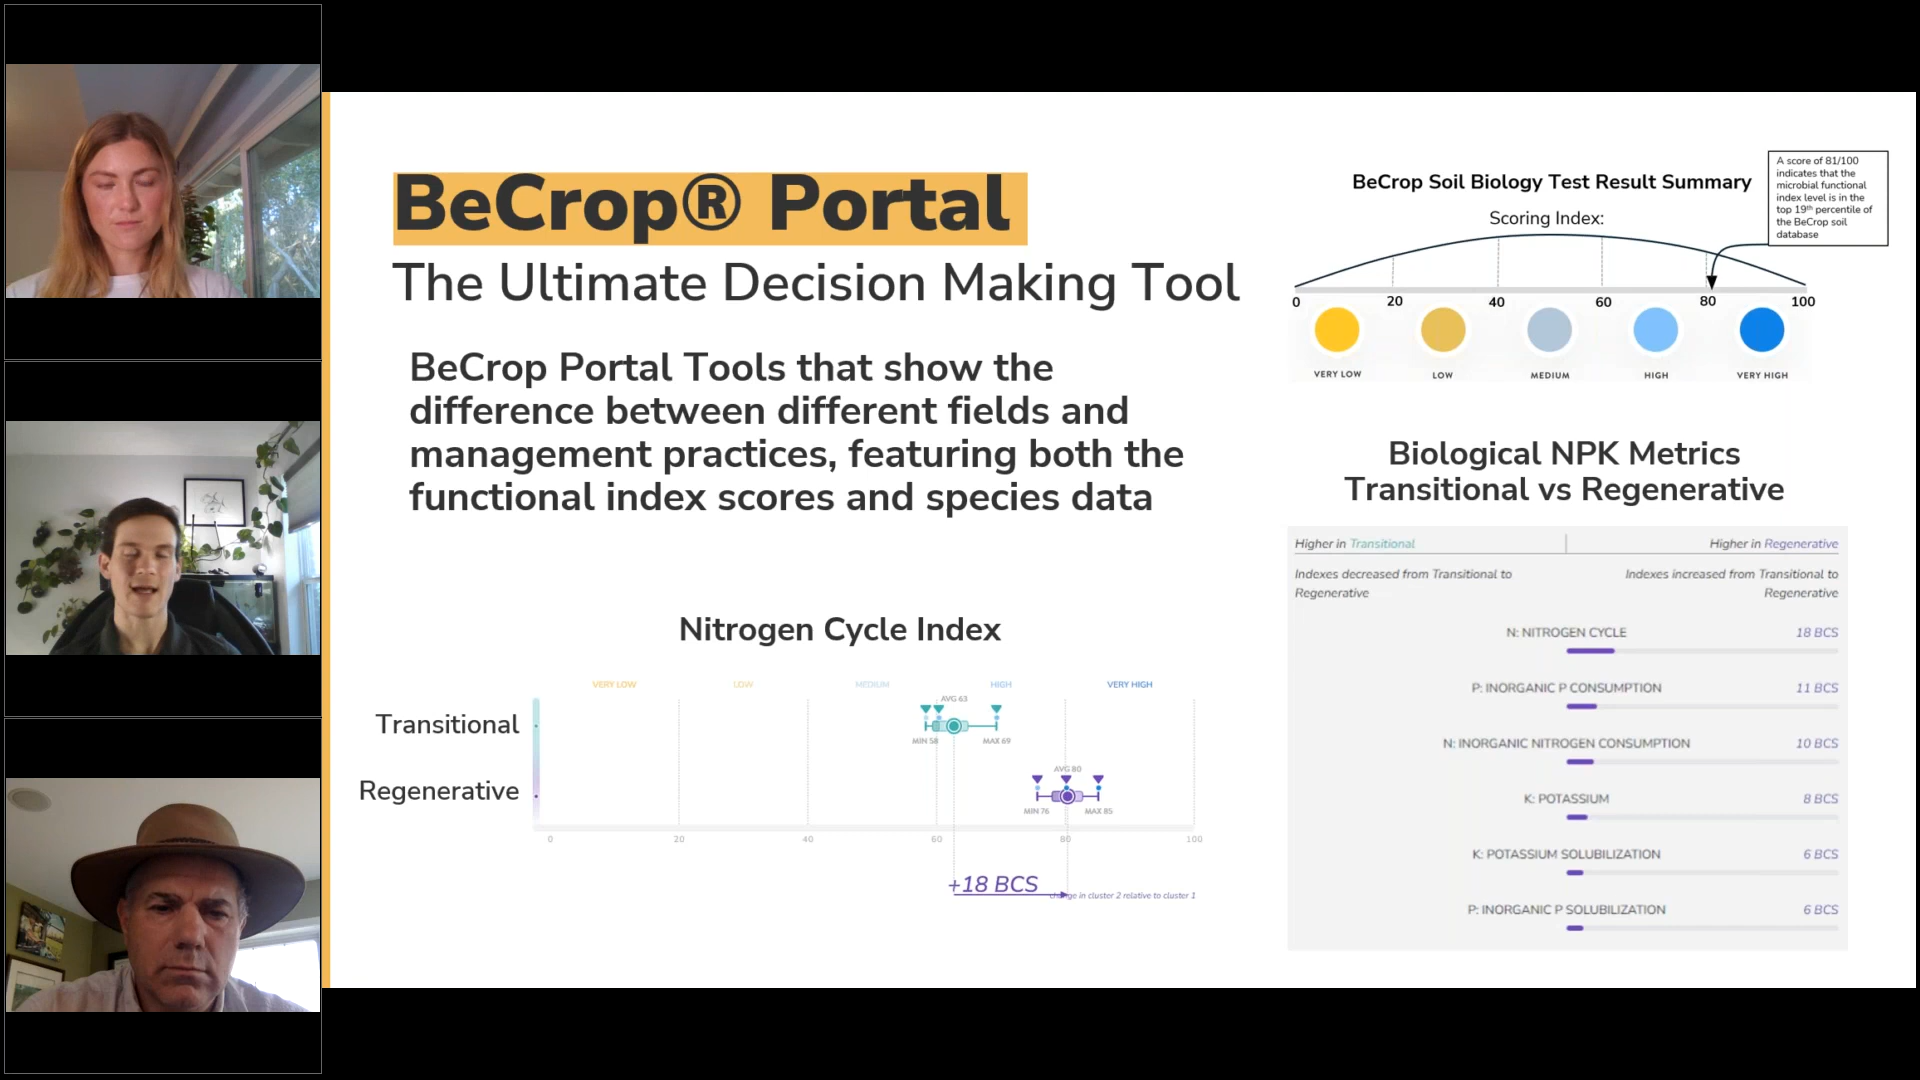 BeCrop® Portal
The Ultimate Decision Making Tool
BeCrop Portal Tools that show the
difference between different fields and
management practices, featuring both the
functional index scores and species data
Nitrogen Cycle Index
VERY LOW LOW MEDIUM HIGH VERY HIGH
AVG 63
Transitional
MIN 58 MAX 69
AVG 80
Regenerative
MIN 76 MAX 85
0 20 40 60 80 100
+18 BCS
change in cluster 2 relative to cluster 1
BeCrop Soil Biology Test Result Summary
Scoring Index:
A score of 81/100
indicates that the
microbial functional
index level is in the
top 19th percentile of
the BeCrop soil
database
0 20 40 60 80 100
VERY LOW LOW MEDIUM HIGH VERY HIGH
Biological NPK Metrics
Transitional vs Regenerative
Higher in Transitional Higher in Regenerative
Indexes decreased from Transitional to
Regenerative
Indexes increased from Transitional to
Regenerative
N: NITROGEN CYCLE 18 BCS
P: INORGANIC P CONSUMPTION 11 BCS
N: INORGANIC NITROGEN CONSUMPTION 10 BCS
K: POTASSIUM 8 BCS
K: POTASSIUM SOLUBILIZATION 6 BCS
P: INORGANIC P SOLUBILIZATION 6 BCS